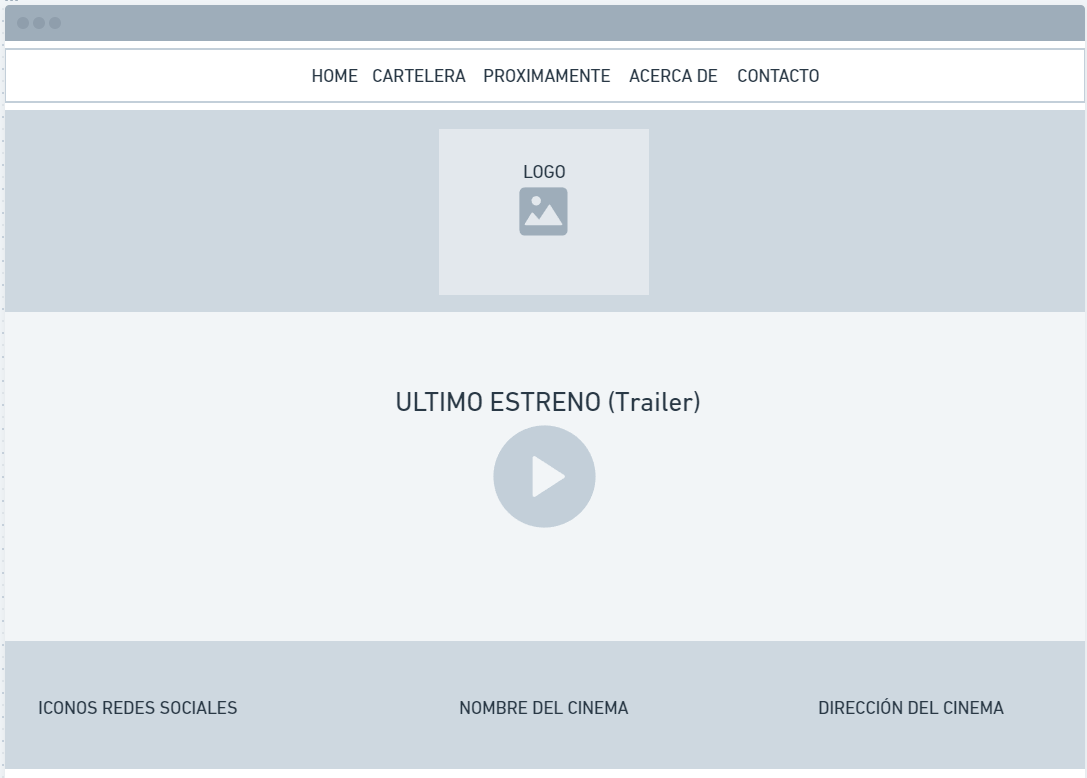 HOME CARTELERA PROXIMAMENTE ACERCA DE CONTACTO
LOGO
ULTIMO ESTRENO (Trailer)
ICONOS REDES SOCIALES NOMBRE DEL CINEMA DIRECCIÓN DEL CINEMA